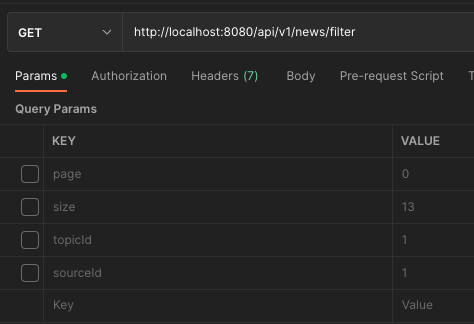 GET http://localhost:8080/api/v1/news/filter
Params Authorization Headers (7) Body Pre-request Script T
Query Params
KEY VALUE
page 0
size 13
topicId 1
sourceId 1
Key Value